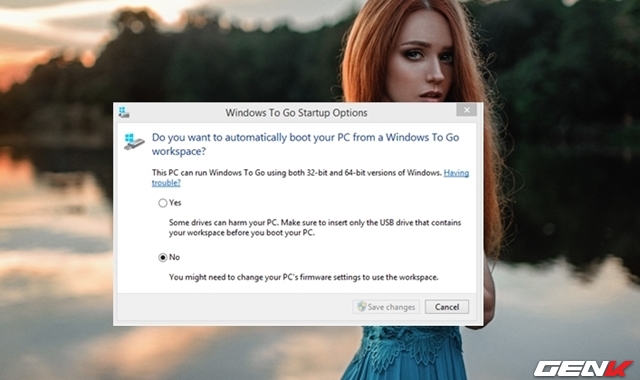 Windows To Go Startup Options
Do you want to automatically boot your PC from a Windows To Go
workspace?
This PC can run Windows To Go using both 32-bit and 64-bit versions of Windows. Having
trouble?
Yes
Some drives can harm your PC. Make sure to insert only the USB drive that contains
your workspace before you boot your PC.
No
You might need to change your PC's firmware settings to use the workspace.
Save changes
Cancel
GENK